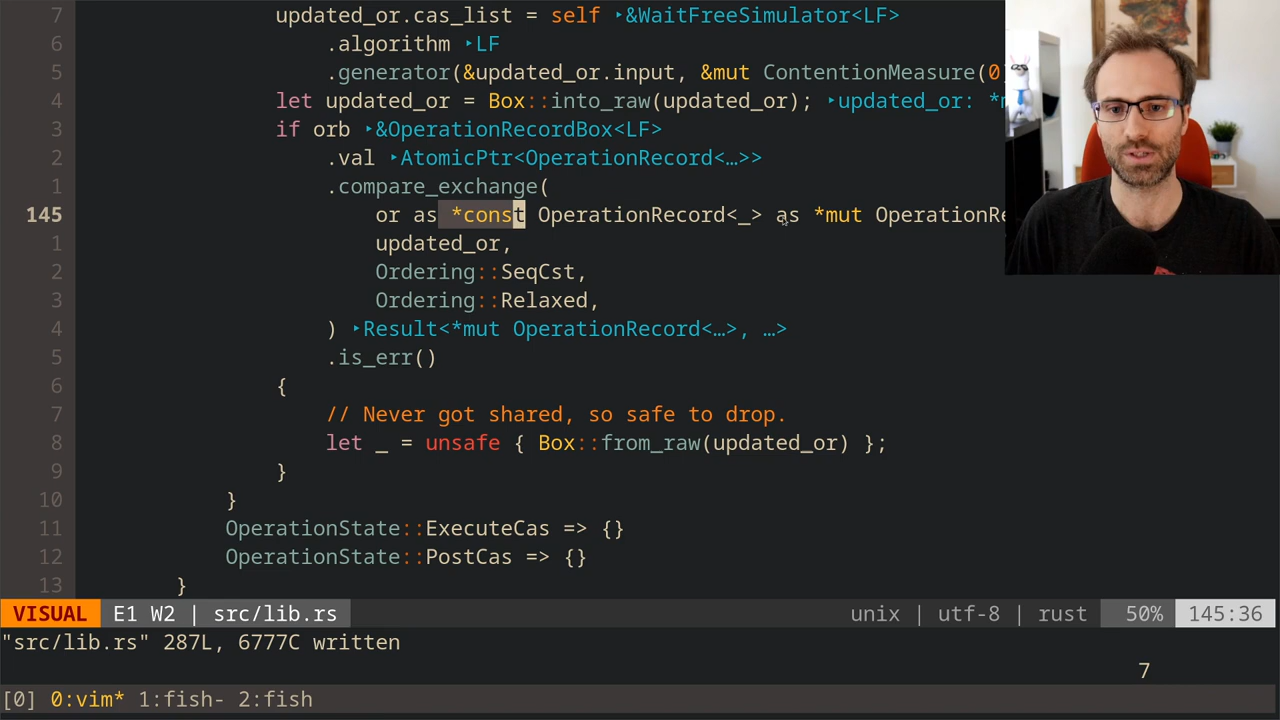 7 updated_or.cas_list = self ‣&WaitFreeSimulator<LF>
6 .algorithm ‣LF
5 .generator(&updated_or.input, &mut ContentionMeasure(0
4 let updated_or = Box::into_raw(updated_or); ‣updated_or: *m
3 if orb ‣&OperationRecordBox<LF>
2 .val ‣AtomicPtr<OperationRecord<…>>
1 .compare_exchange(
145 or as *const OperationRecord<_> as *mut OperationRe
1 updated_or,
2 Ordering::SeqCst,
3 Ordering::Relaxed,
4 ) ‣Result<*mut OperationRecord<…>, …>
5 .is_err()
6 {
7 // Never got shared, so safe to drop.
8 let _ = unsafe { Box::from_raw(updated_or) };
9 }
10 }
11 OperationState::ExecuteCas => {}
12 OperationState::PostCas => {}
13 }
VISUAL E1 W2 | src/lib.rs unix | utf-8 | rust 50% 145:36
"src/lib.rs" 287L, 6777C written
7
[0] 0:vim* 1:fish- 2:fish